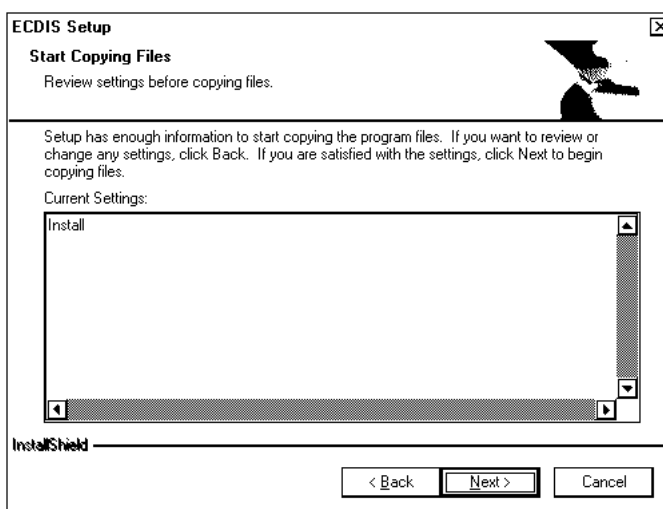 ECDIS Setup
Start Copying Files
Review settings before copying files.
Setup has enough information to start copying the program files. If you want to review or
change any settings, click Back. If you are satisfied with the settings, click Next to begin
copying files.
Current Settings:
Install
InstallShield
< Back Next > Cancel